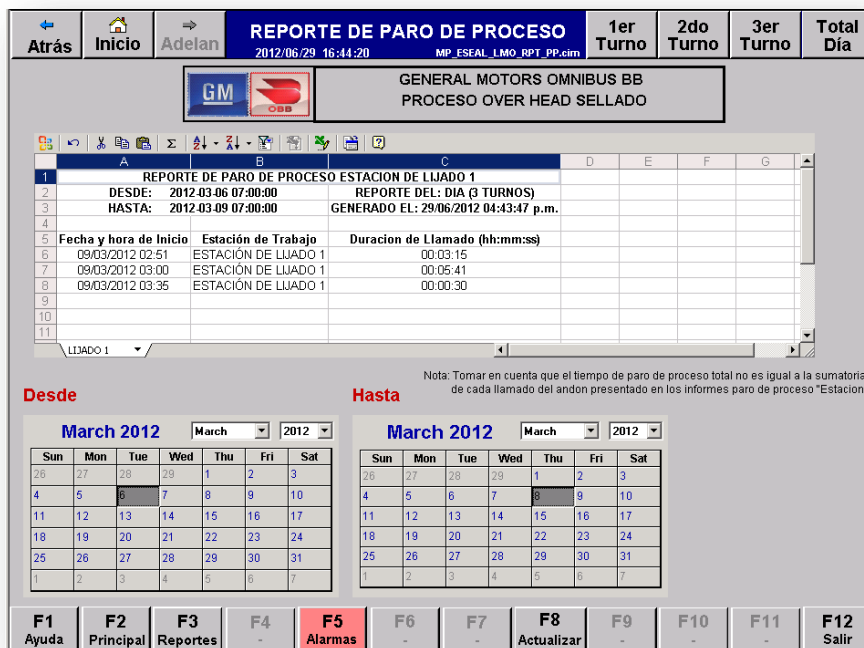 Atrás
Inicio
Adelan
REPORTE DE PARO DE PROCESO
2012/06/29 16:44:20 MP_ESEAL_LMO_RPT_PP.cim
1er Turno
2do Turno
3er Turno
Total Día
GM
OBB
GENERAL MOTORS OMNIBUS BB
PROCESO OVER HEAD SELLADO
A B C D E F G
1 REPORTE DE PARO DE PROCESO ESTACION DE LIJADO 1
2 DESDE: 2012-03-06 07:00:00 REPORTE DEL: DIA (3 TURNOS)
3 HASTA: 2012-03-09 07:00:00 GENERADO EL: 29/06/2012 04:43:47 p.m.
4
5 Fecha y hora de Inicio Estación de Trabajo Duracion de Llamado (hh:mm:ss)
6 09/03/2012 02:51 ESTACIÓN DE LIJADO 1 00:03:15
7 09/03/2012 03:00 ESTACIÓN DE LIJADO 1 00:05:41
8 09/03/2012 03:35 ESTACIÓN DE LIJADO 1 00:00:30
9
10
11
LIJADO 1
Nota: Tomar en cuenta que el tiempo de paro de proceso total no es igual a la sumatoria
de cada llamado del andon presentado en los informes paro de proceso "Estacion
Desde
March 2012 March 2012
Sun Mon Tue Wed Thu Fri Sat
26 27 28 29 1 2 3
4 5 6 7 8 9 10
11 12 13 14 15 16 17
18 19 20 21 22 23 24
25 26 27 28 29 30 31
1 2 3 4 5 6 7
Hasta
March 2012 March 2012
Sun Mon Tue Wed Thu Fri Sat
26 27 28 29 1 2 3
4 5 6 7 8 9 10
11 12 13 14 15 16 17
18 19 20 21 22 23 24
25 26 27 28 29 30 31
1 2 3 4 5 6 7
F1 Ayuda
F2 Principal
F3 Reportes
F4 -
F5 Alarmas
F6 -
F7 -
F8 Actualizar
F9 -
F10 -
F11 -
F12 Salir